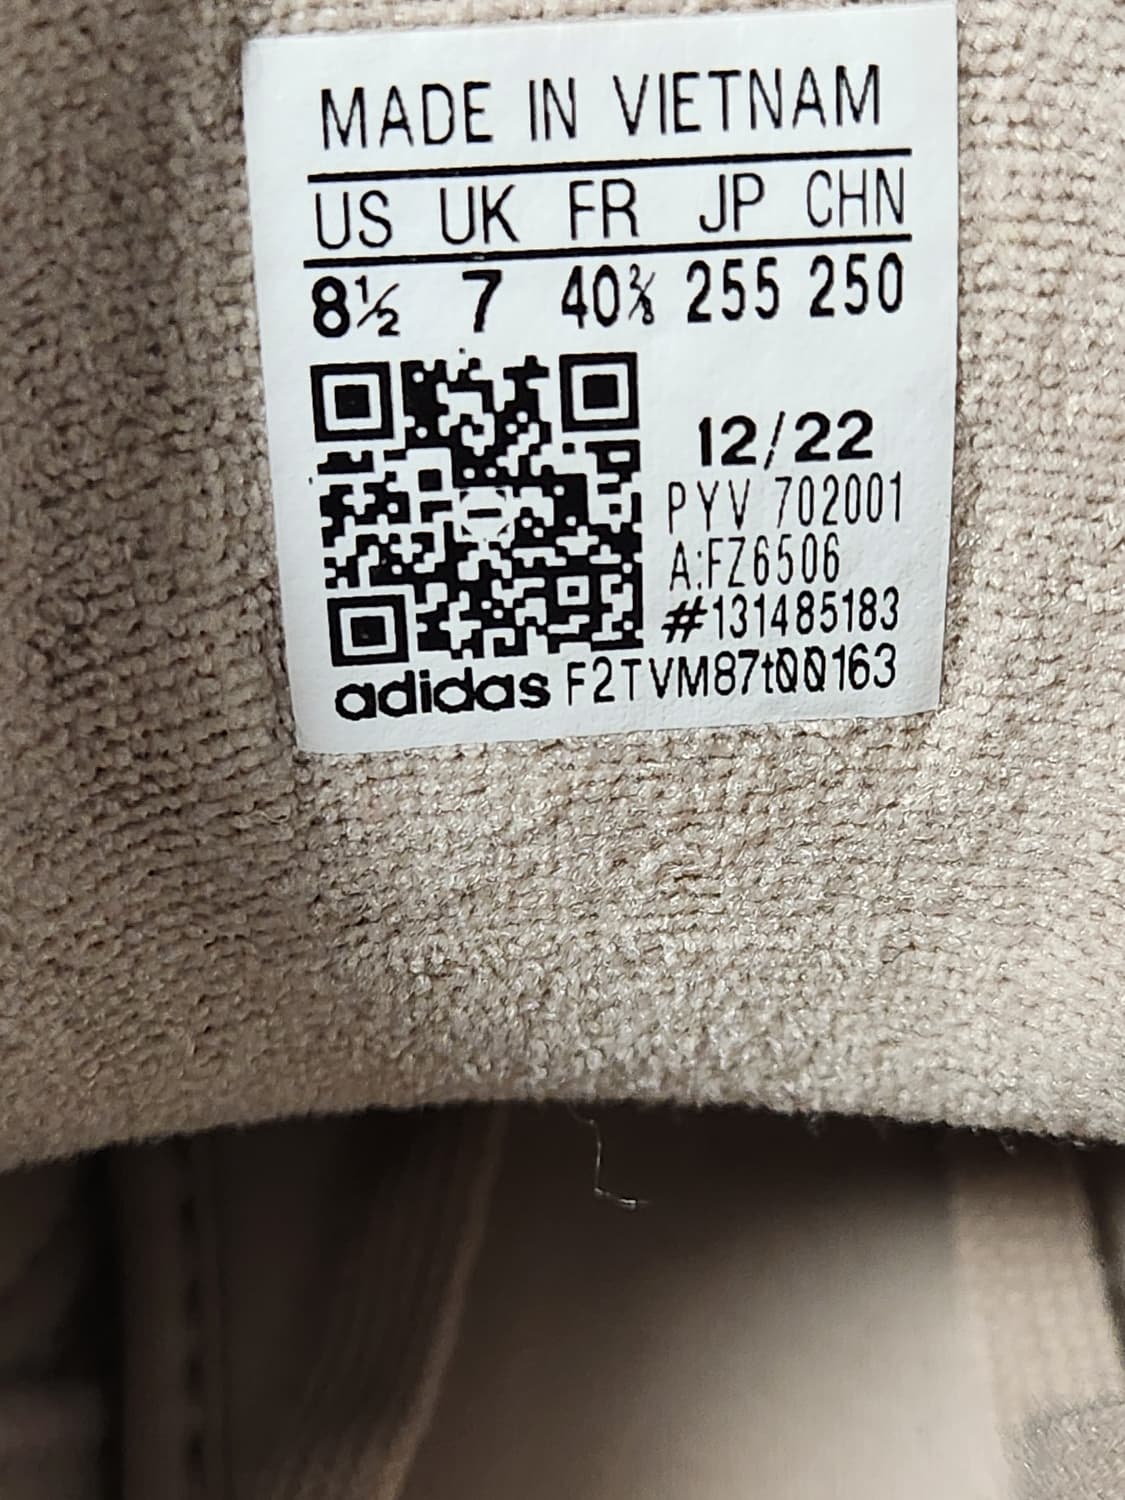 MADE IN VIETNAM
US UK FR JP CHN
8½ 7 40⅔ 255 250
12/22
PYV 702001
A:FZ6506
#131485183
adidas F2TVM87t00163